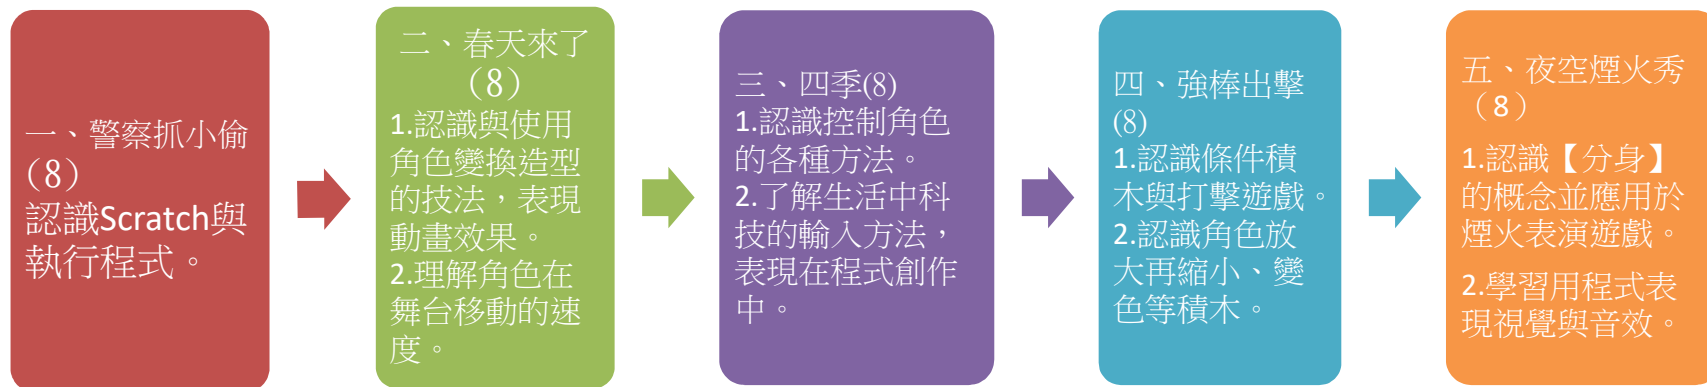 一、警察抓小偷
（8）
認識Scratch與
執行程式。
二、春天來了
（8）
1.認識與使用
角色變換造型
的技法，表現
動畫效果。
2.理解角色在
舞台移動的速
度。
三、四季(8)
1.認識控制角色
的各種方法。
2.了解生活中科
技的輸入方法，
表現在程式創作
中。
四、強棒出擊
(8)
1.認識條件積
木與打擊遊戲。
2.認識角色放
大再縮小、變
色等積木。
五、夜空煙火秀
（8）
1.認識【分身】
的概念並應用於
煙火表演遊戲。
2.學習用程式表
現視覺與音效。